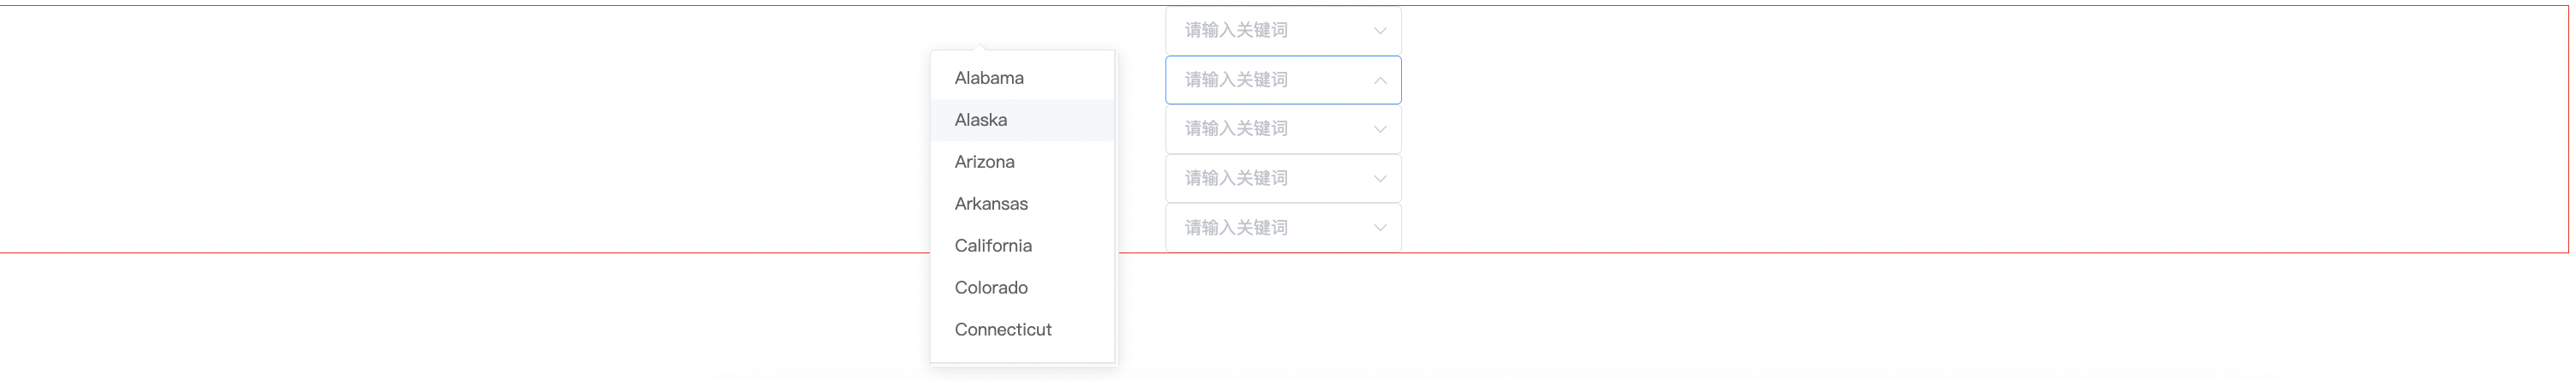 请输入关键词
请输入关键词
请输入关键词
请输入关键词
请输入关键词
Alabama
Alaska
Arizona
Arkansas
California
Colorado
Connecticut